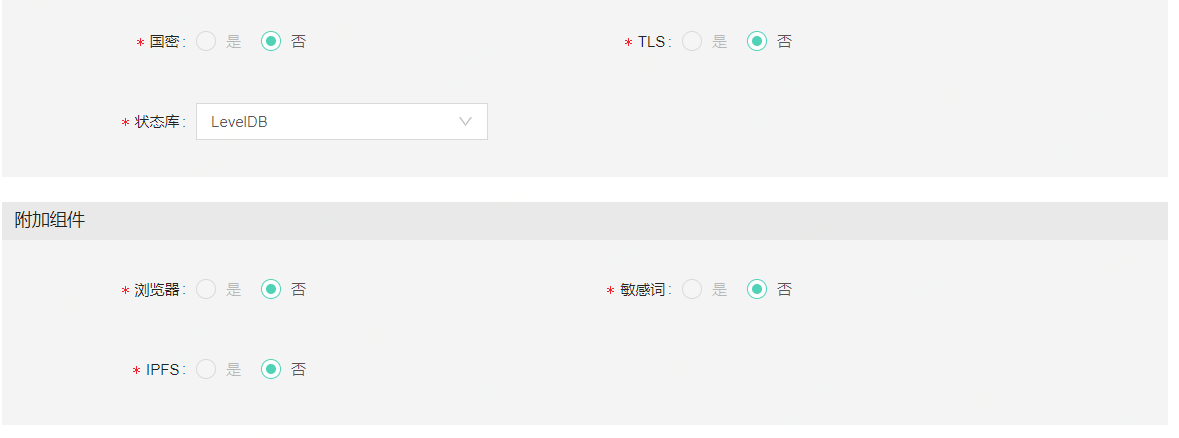 * 国密: 是 否 * TLS: 是 否
* 状态库: LevelDB
附加组件
* 浏览器: 是 否 * 敏感词: 是 否
* IPFS: 是 否